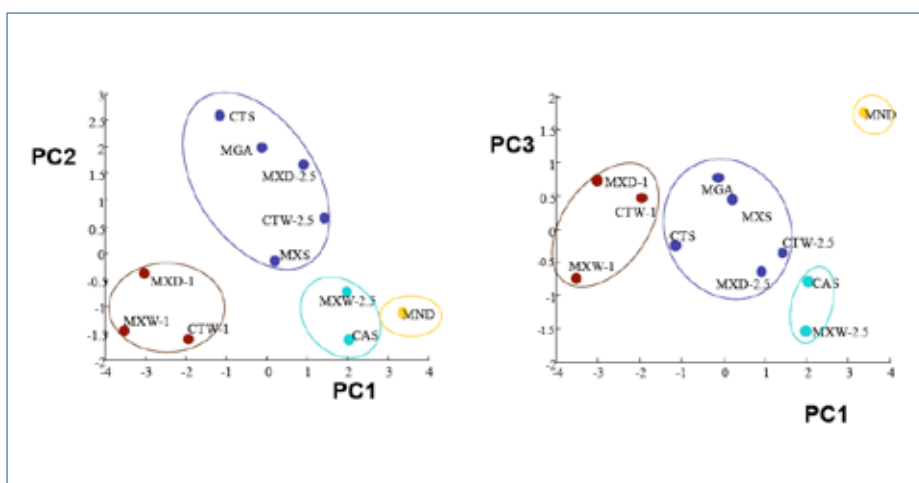 3
2.5
2
1.5
1
0.5
0
-0.5
-1
-1.5
-2
PC2
CTS
MGA
MXD-2.5
CTW-2.5
MXS
MXD-1
MXW-1
CTW-1
MXW-2.5
CAS
MND
-4 -3 -2 -1 0 1 2 3 4
PC1
2
1.5
1
0.5
0
-0.5
-1
-1.5
-2
PC3
MND
MXD-1
CTW-1
MGA
MXS
CTS
CTW-2.5
MXW-1
MXD-2.5
CAS
MXW-2.5
-4 -3 -2 -1 0 1 2 3 4
PC1